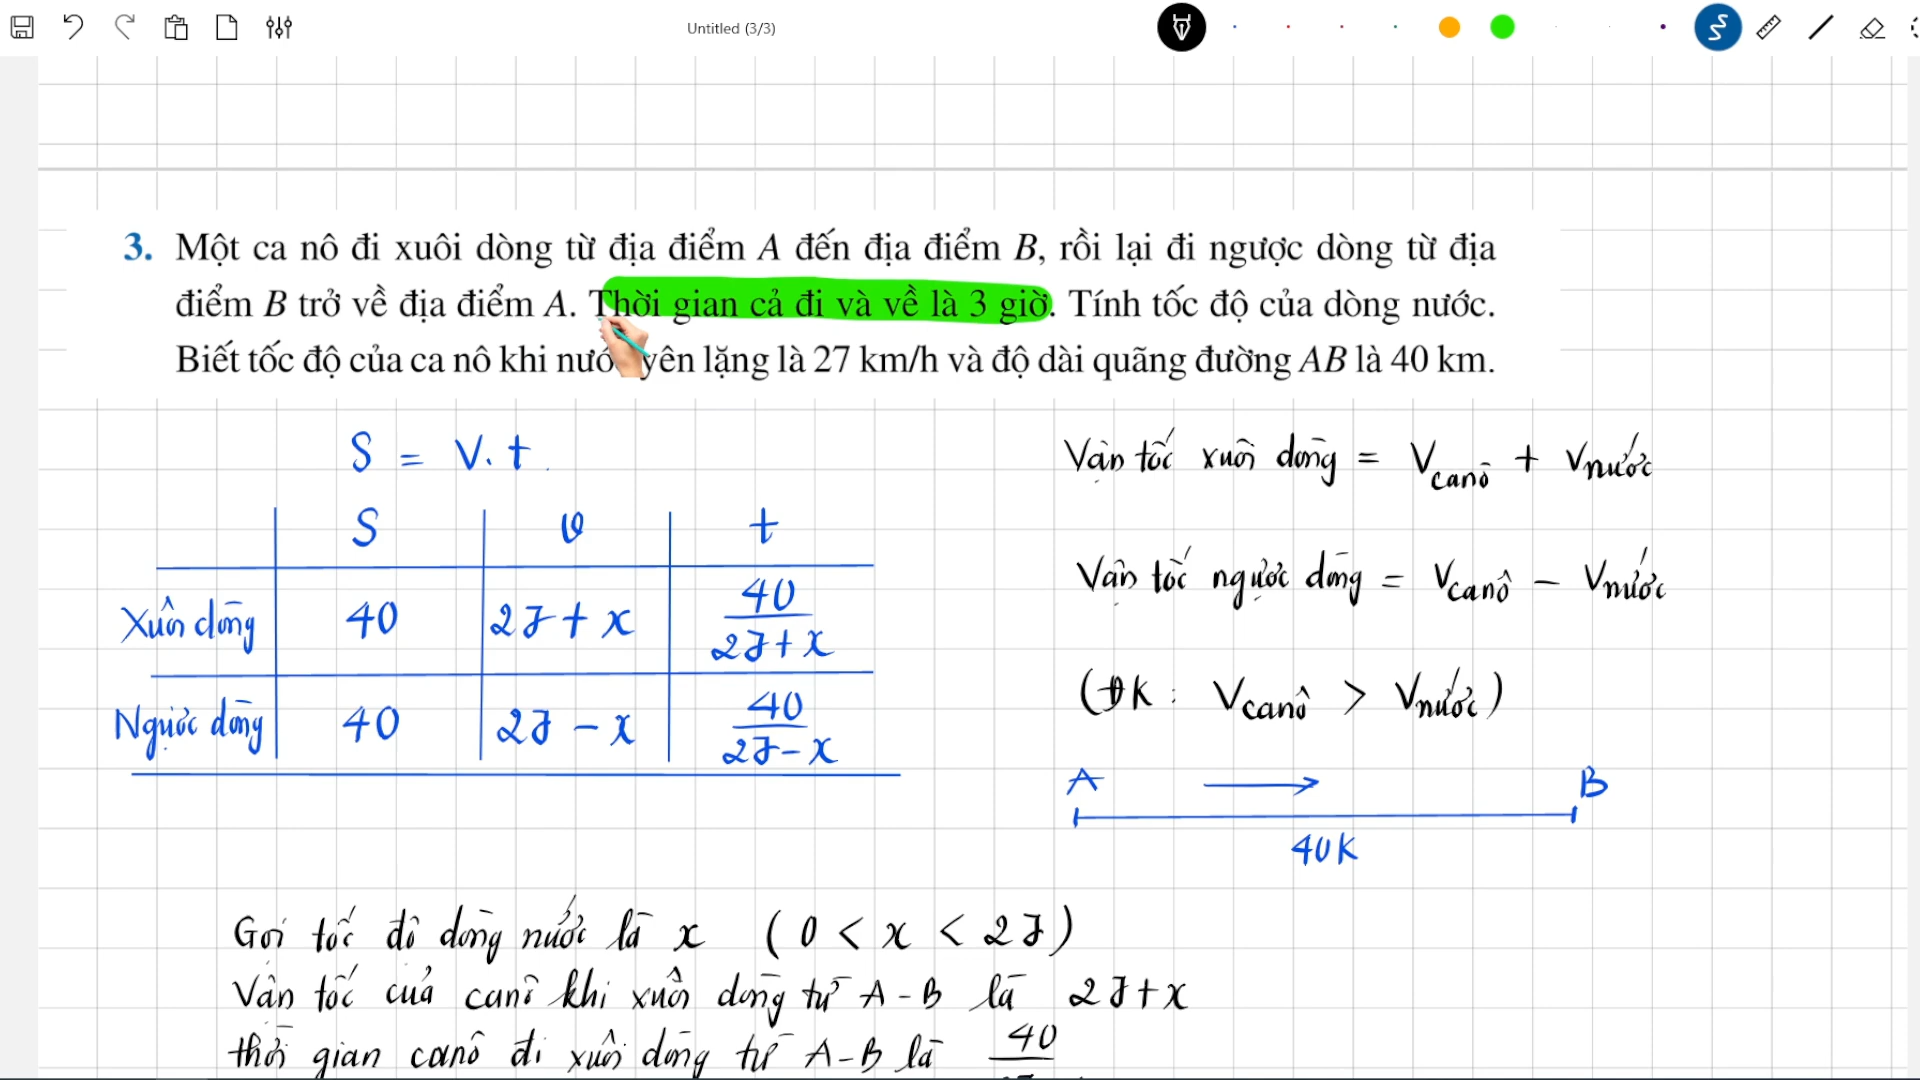 Untitled (3/3)
3. Một ca nô đi xuôi dòng từ địa điểm A đến địa điểm B, rồi lại đi ngược dòng từ địa
điểm B trở về địa điểm A. Thời gian cả đi và về là 3 giờ. Tính tốc độ của dòng nước.
Biết tốc độ của ca nô khi nướ yên lặng là 27 km/h và độ dài quãng đường AB là 40 km.
S = V.t
S v t
Xuôi dòng 40 27 + x 40/(27 + x)
Ngược dòng 40 27 - x 40/(27 - x)
Vận tốc xuôi dòng = Vcanô + Vnước
Vận tốc ngược dòng = Vcanô - Vnước
(ĐK: Vcanô > Vnước)
A → B
40K
Gọi tốc độ dòng nước là x (0 < x < 27)
Vận tốc của canô khi xuôi dòng từ A - B là 27 + x
thời gian canô đi xuôi dòng từ A - B là 40